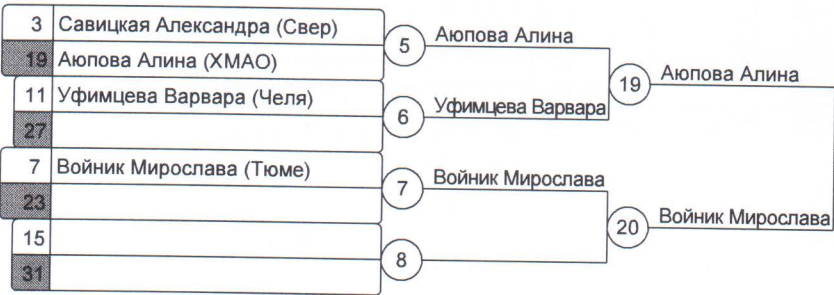 3 Савицкая Александра (Свер)
19 Аюпова Алина (ХМАО)
5 Аюпова Алина
11 Уфимцева Варвара (Челя)
27
6 Уфимцева Варвара
19 Аюпова Алина
7 Войник Мирослава (Тюме)
23
7 Войник Мирослава
15
31
8
20 Войник Мирослава